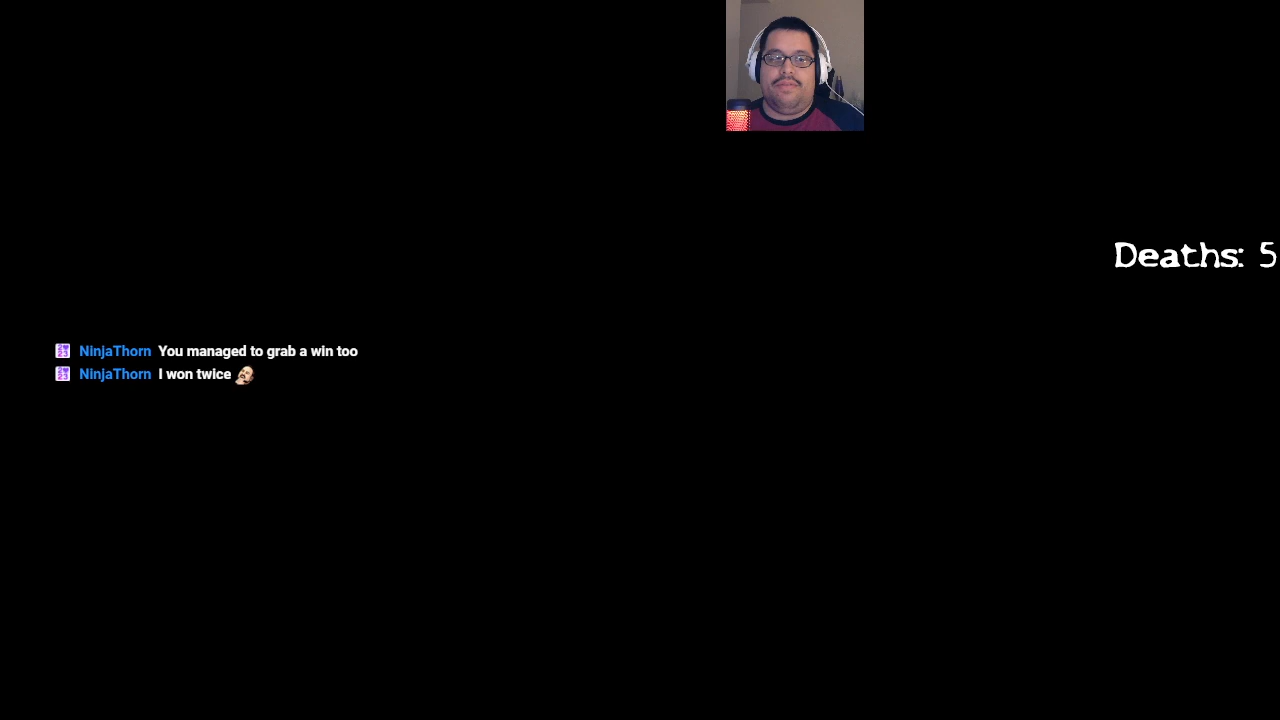 Deaths: 5
NinjaThorn You managed to grab a win too
NinjaThorn I won twice